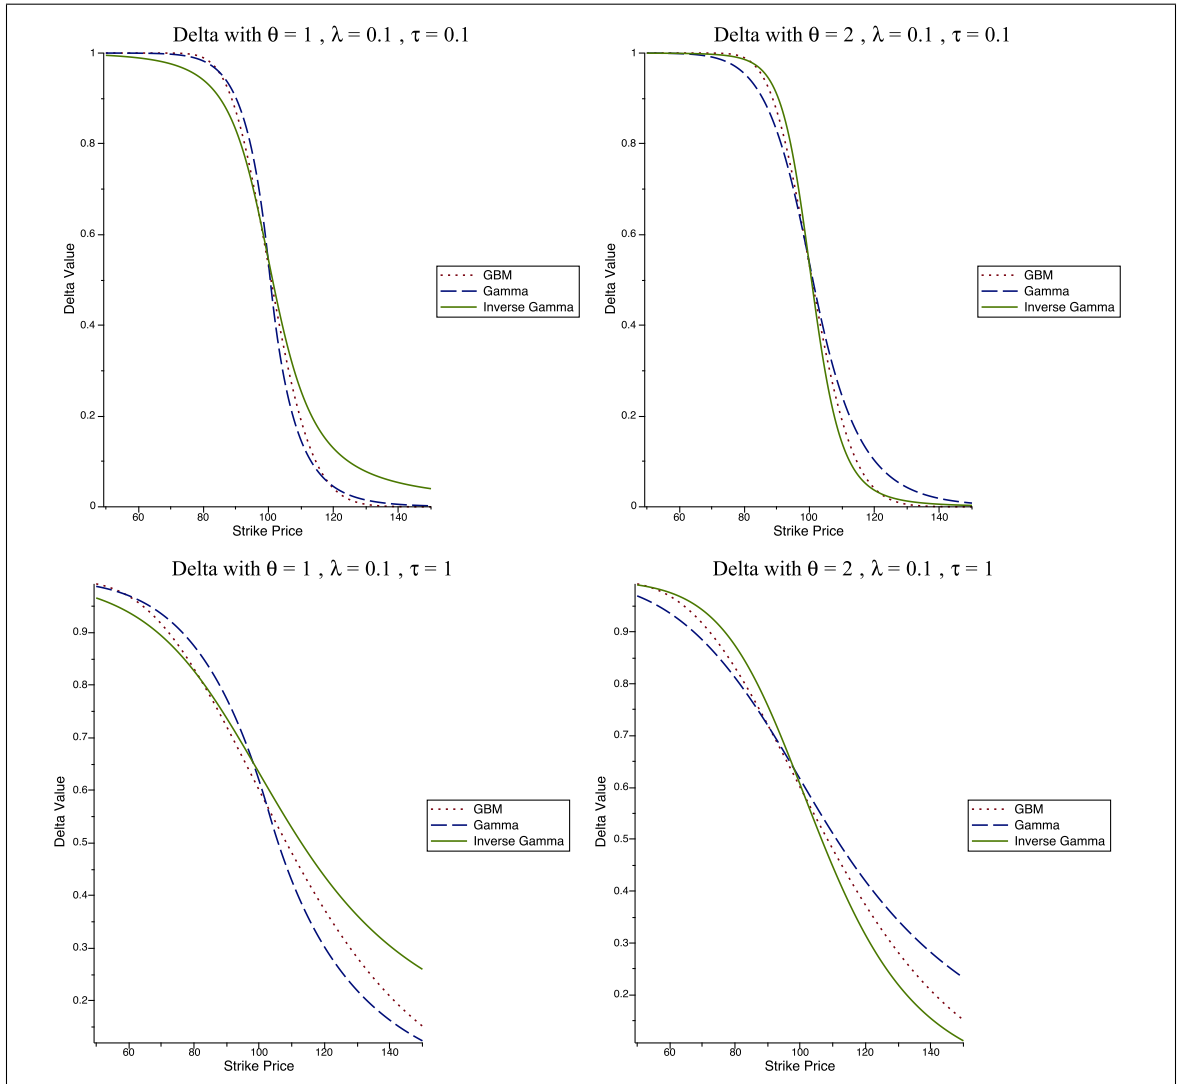 Delta with θ = 1 , λ = 0.1 , τ = 0.1
1
0.8
0.6
0.4
0.2
0
Delta Value
60 80 100 120 140
Strike Price
GBM
Gamma
Inverse Gamma
Delta with θ = 2 , λ = 0.1 , τ = 0.1
1
0.8
0.6
0.4
0.2
0
Delta Value
60 80 100 120 140
Strike Price
GBM
Gamma
Inverse Gamma
Delta with θ = 1 , λ = 0.1 , τ = 1
0.9
0.8
0.7
0.6
0.5
0.4
0.3
0.2
Delta Value
60 80 100 120 140
Strike Price
GBM
Gamma
Inverse Gamma
Delta with θ = 2 , λ = 0.1 , τ = 1
0.9
0.8
0.7
0.6
0.5
0.4
0.3
0.2
Delta Value
60 80 100 120 140
Strike Price
GBM
Gamma
Inverse Gamma